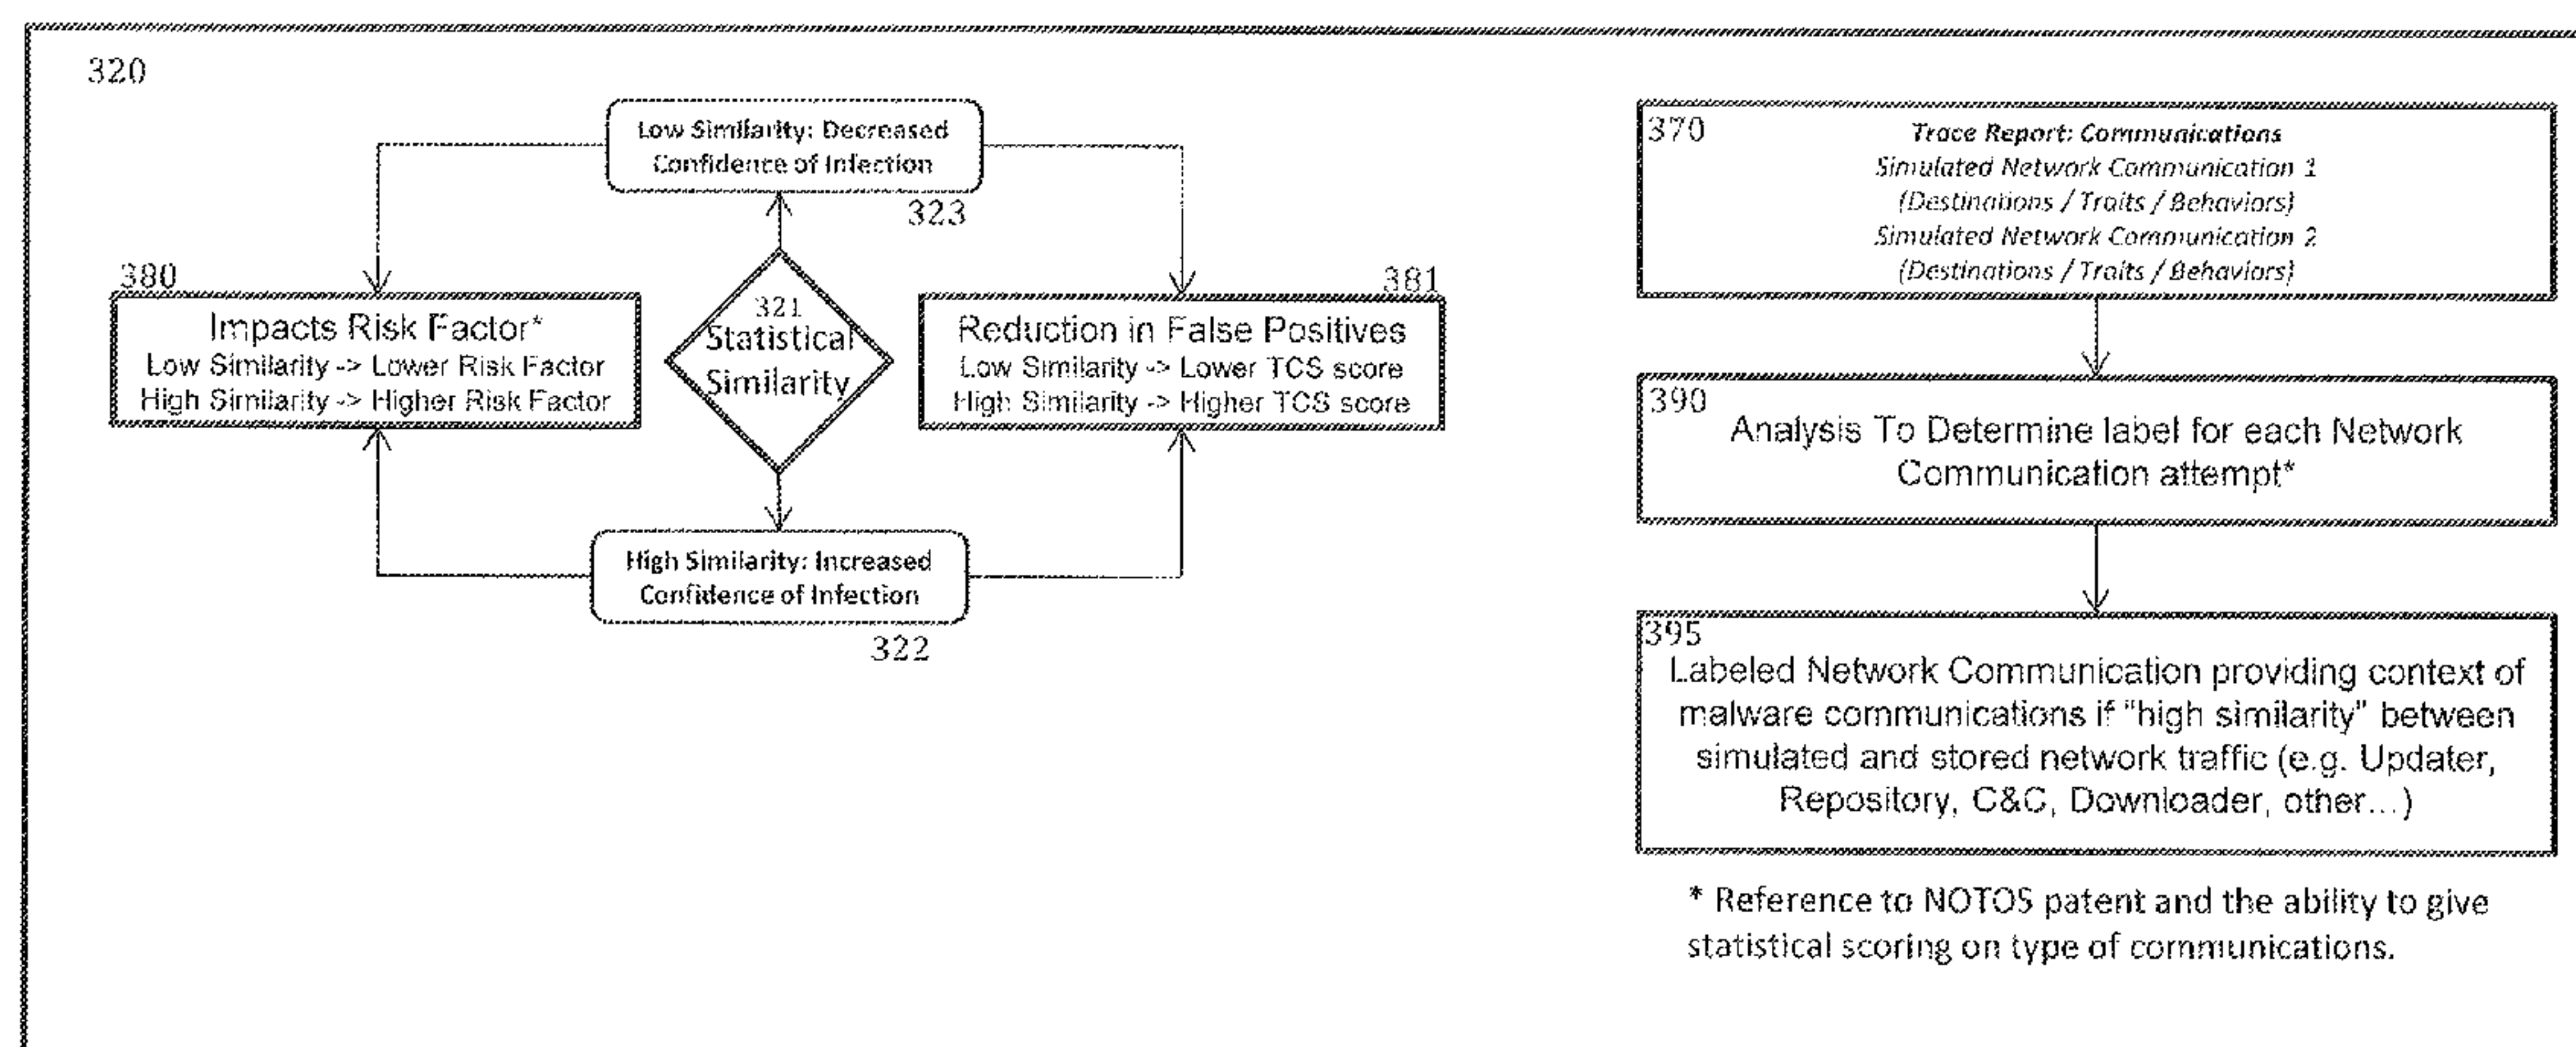 320
Low Similarity: Decreased
Confidence of Infection
323
380
Impacts Risk Factor*
Low Similarity -> Lower Risk Factor
High Similarity -> Higher Risk Factor
321
Statistical
Similarity
381
Reduction in False Positives
Low Similarity -> Lower TCS score
High Similarity -> Higher TCS score
High Similarity: Increased
Confidence of Infection
322
370
Trace Report: Communications
Simulated Network Communication 1
(Destinations / Traits / Behaviors)
Simulated Network Communication 2
(Destinations / Traits / Behaviors)
390
Analysis To Determine label for each Network
Communication attempt*
395
Labeled Network Communication providing context of
malware communications if "high similarity" between
simulated and stored network traffic (e.g. Updater,
Repository, C&C, Downloader, other...)
* Reference to NOTOS patent and the ability to give
statistical scoring on type of communications.